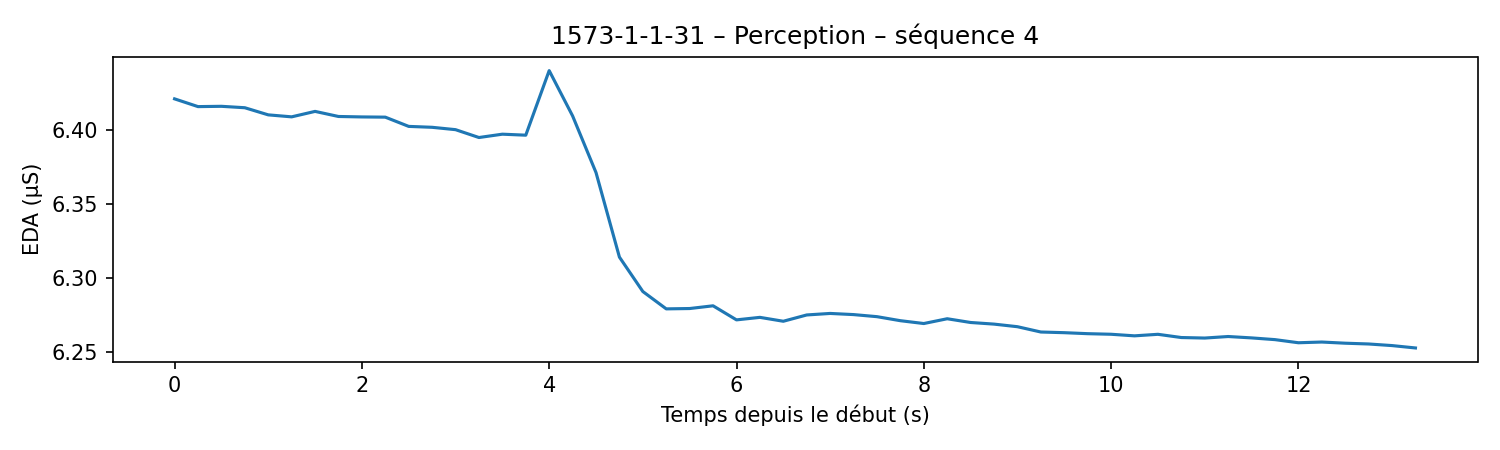 1573-1-1-31 – Perception – séquence 4
EDA (µS)
6.40
6.35
6.30
6.25
0 2 4 6 8 10 12
Temps depuis le début (s)